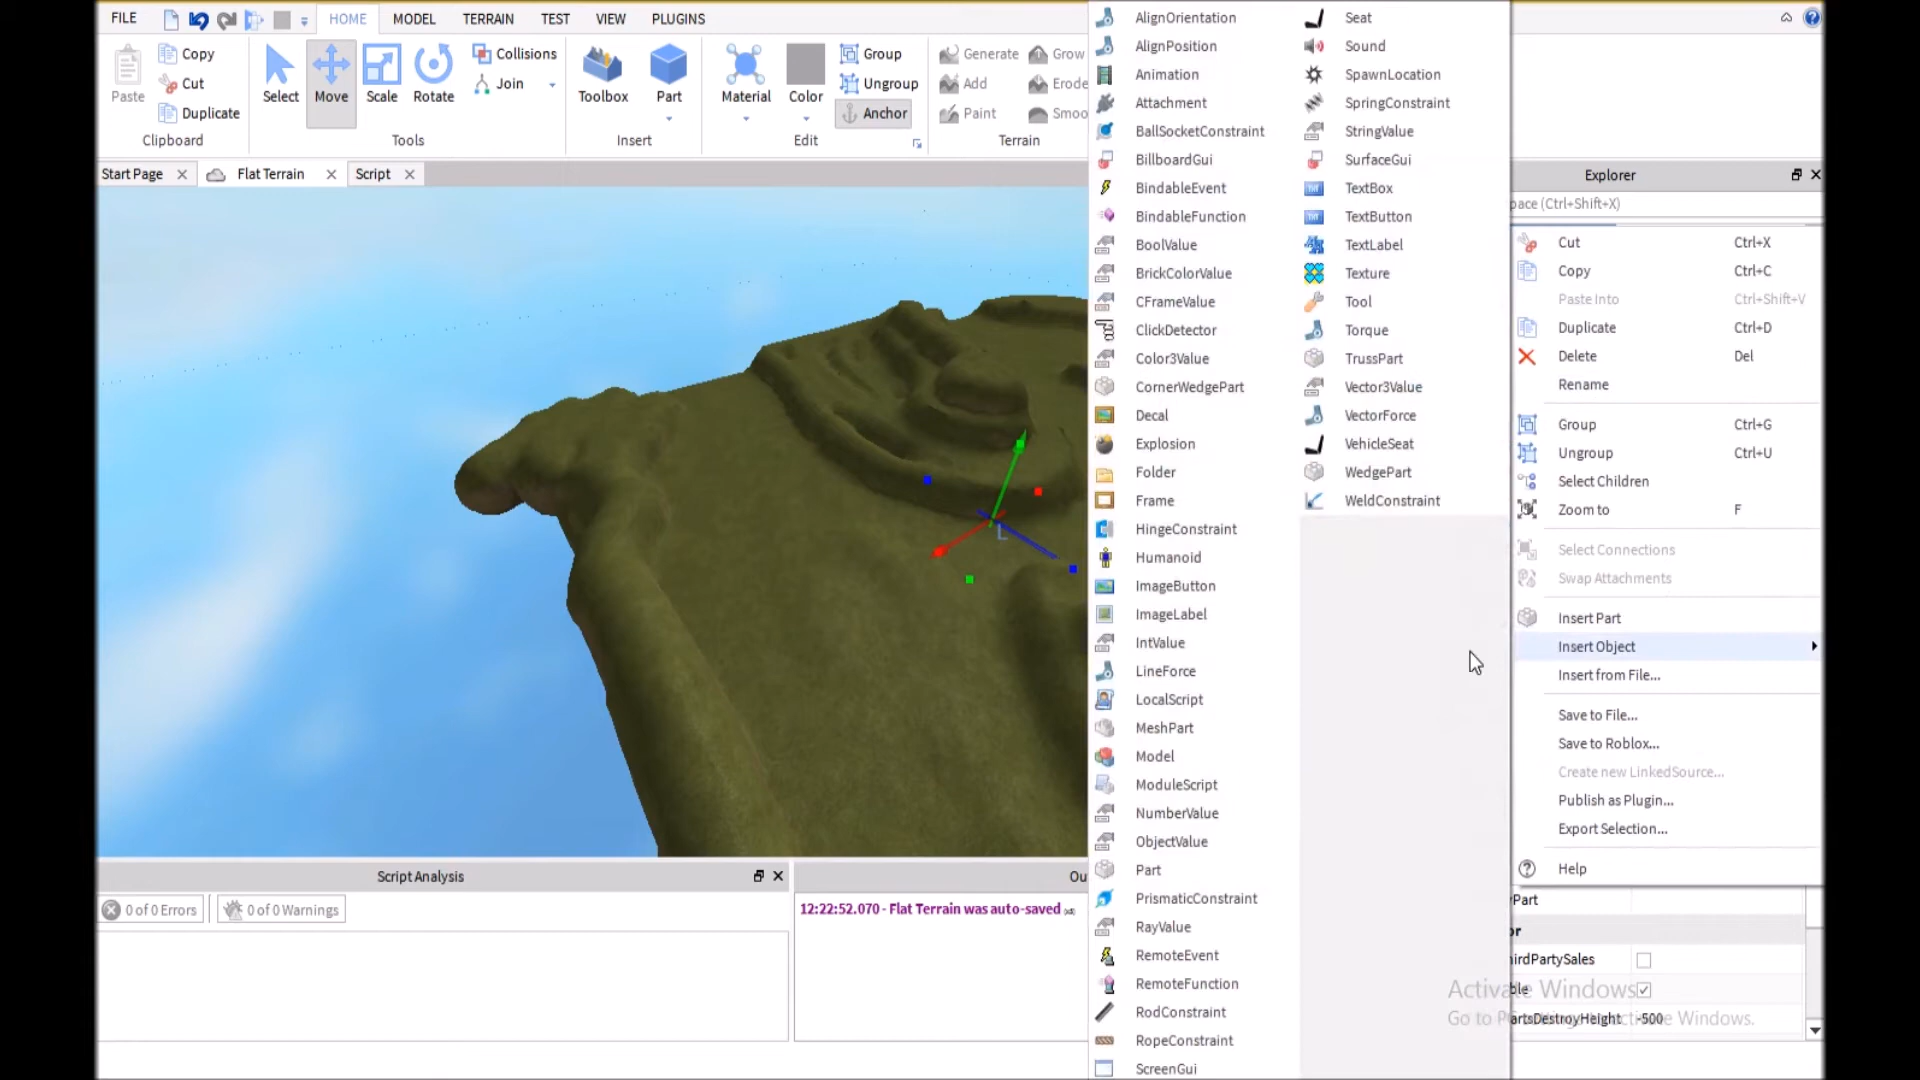 FILE
HOME
MODEL
TERRAIN
TEST
VIEW
PLUGINS
Paste
Copy
Cut
Duplicate
Clipboard
Select
Move
Scale
Rotate
Collisions
Join
Tools
Toolbox
Part
Insert
Material
Color
Group
Ungroup
Anchor
Edit
Generate
Grow
Add
Erode
Paint
Smoo
Terrain
Start Page
Flat Terrain
Script
AlignOrientation
AlignPosition
Animation
Attachment
BallSocketConstraint
BillboardGui
BindableEvent
BindableFunction
BoolValue
BrickColorValue
CFrameValue
ClickDetector
Color3Value
CornerWedgePart
Decal
Explosion
Folder
Frame
HingeConstraint
Humanoid
ImageButton
ImageLabel
IntValue
LineForce
LocalScript
MeshPart
Model
ModuleScript
NumberValue
ObjectValue
Part
PrismaticConstraint
RayValue
RemoteEvent
RemoteFunction
RodConstraint
RopeConstraint
ScreenGui
Seat
Sound
SpawnLocation
SpringConstraint
StringValue
SurfaceGui
TextBox
TextButton
TextLabel
Texture
Tool
Torque
TrussPart
Vector3Value
VectorForce
VehicleSeat
WedgePart
WeldConstraint
Explorer
pace (Ctrl+Shift+X)
Cut Ctrl+X
Copy Ctrl+C
Paste Into Ctrl+Shift+V
Duplicate Ctrl+D
Delete Del
Rename
Group Ctrl+G
Ungroup Ctrl+U
Select Children
Zoom to F
Select Connections
Swap Attachments
Insert Part
Insert Object
Insert from File...
Save to File...
Save to Roblox...
Create new LinkedSource...
Publish as Plugin...
Export Selection...
Help
Part
or
hirdPartySales
ble
artsDestroyHeight -500
Activate Windows
L
Script Analysis
0 of 0 Errors
0 of 0 Warnings
Ou
12:22:52.070 - Flat Terrain was auto-saved